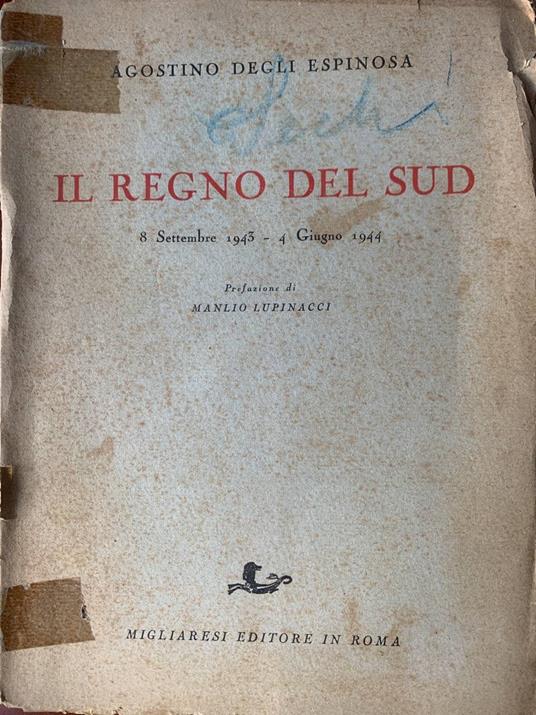 AGOSTINO DEGLI ESPINOSA
IL REGNO DEL SUD
8 Settembre 1943 - 4 Giugno 1944
Prefazione di
MANLIO LUPINACCI
MIGLIARESI EDITORE IN ROMA